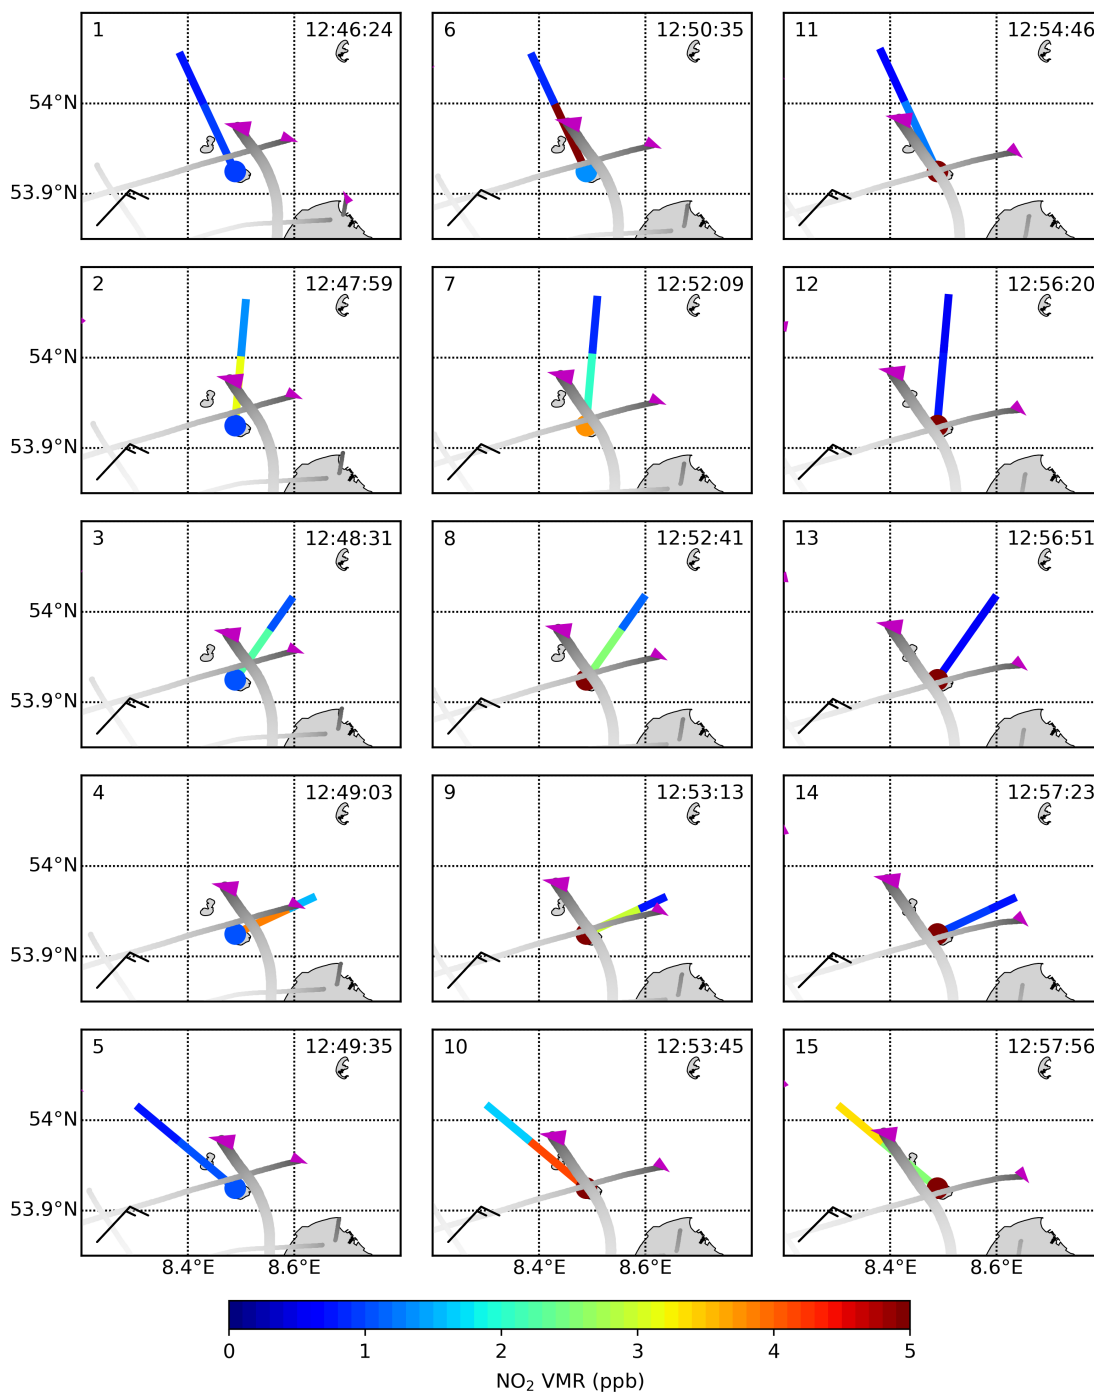 1 12:46:24 6 12:50:35 11 12:54:46
54°N
53.9°N
2 12:47:59 7 12:52:09 12 12:56:20
54°N
53.9°N
3 12:48:31 8 12:52:41 13 12:56:51
54°N
53.9°N
4 12:49:03 9 12:53:13 14 12:57:23
54°N
53.9°N
5 12:49:35 10 12:53:45 15 12:57:56
54°N
53.9°N
8.4°E 8.6°E 8.4°E 8.6°E 8.4°E 8.6°E
0 1 2 3 4 5
NO₂ VMR (ppb)